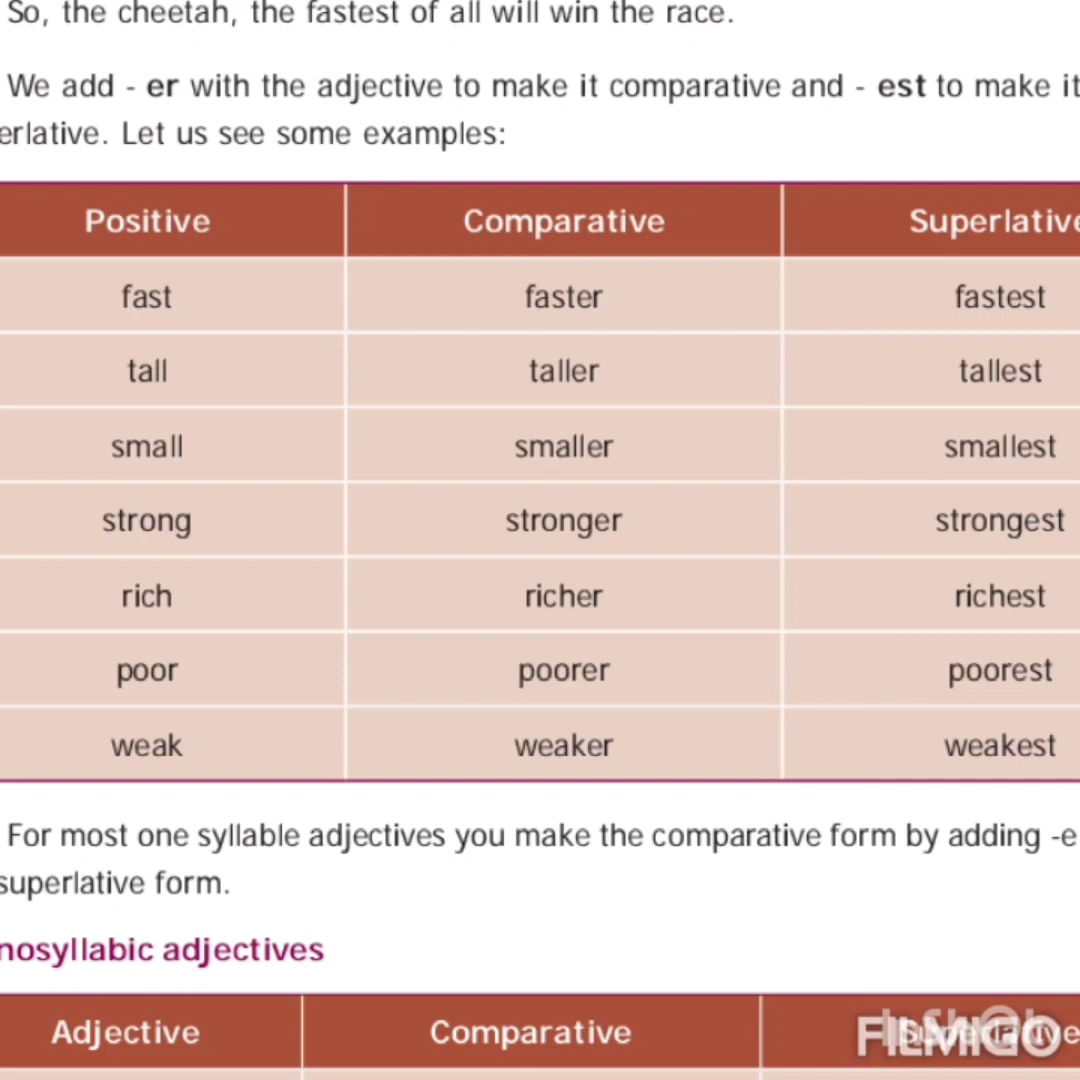 So, the cheetah, the fastest of all will win the race.
We add - er with the adjective to make it comparative and - est to make it
erlative. Let us see some examples:
Positive Comparative Superlative
fast faster fastest
tall taller tallest
small smaller smallest
strong stronger strongest
rich richer richest
poor poorer poorest
weak weaker weakest
For most one syllable adjectives you make the comparative form by adding -e
superlative form.
nosyllabic adjectives
Adjective Comparative Superlative
FILMIGO